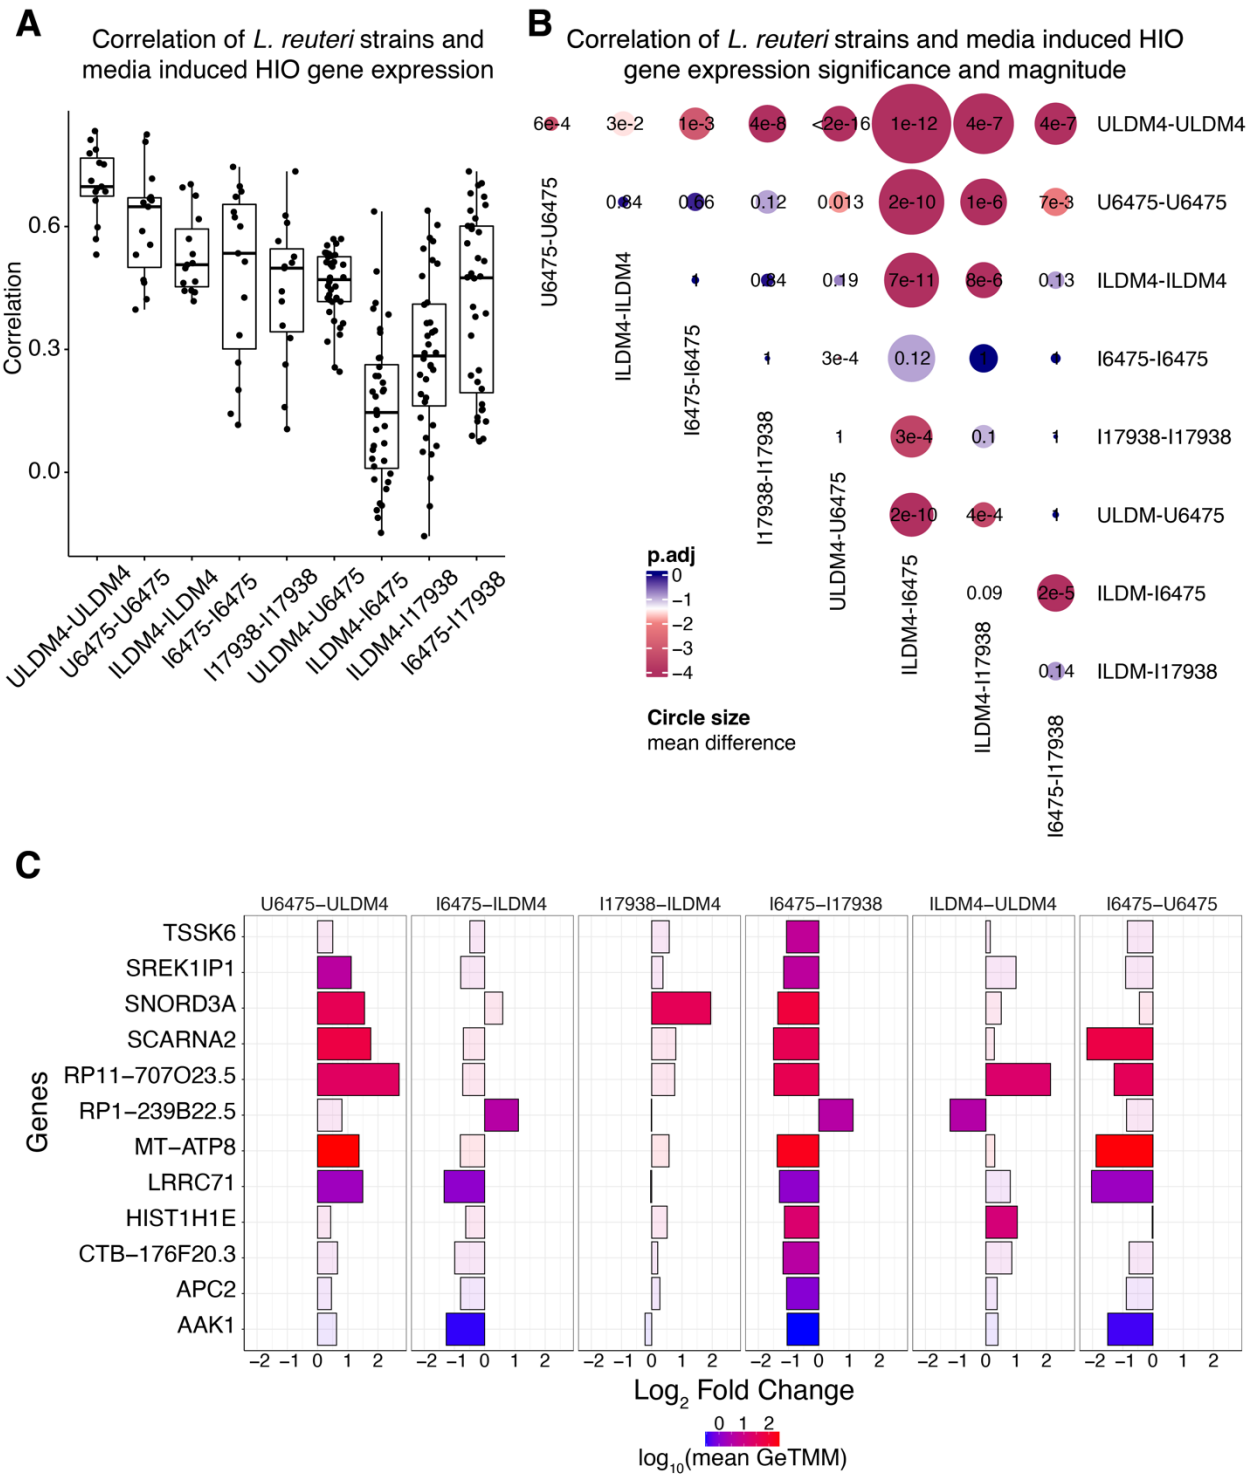 A
Correlation of L. reuteri strains and
media induced HIO gene expression
Correlation
0.6
0.3
0.0
ULDM4-ULDM4
U6475-U6475
ILDM4-ILDM4
I6475-I6475
I17938-I17938
ULDM4-U6475
ILDM4-I6475
ILDM4-I17938
I6475-I17938
B
Correlation of L. reuteri strains and media induced HIO
gene expression significance and magnitude
6e-4 3e-2 1e-3 4e-8 <2e-16 1e-12 4e-7 4e-7 ULDM4-ULDM4
0.84 0.66 0.12 0.013 2e-10 1e-6 7e-3 U6475-U6475
1 0.84 0.19 7e-11 8e-6 0.13 ILDM4-ILDM4
1 3e-4 0.12 1 1 I6475-I6475
1 3e-4 0.1 1 I17938-I17938
2e-10 4e-4 1 ULDM-U6475
0.09 2e-5 ILDM-I6475
0.14 ILDM-I17938
U6475-U6475
ILDM4-ILDM4
I6475-I6475
I17938-I17938
ULDM4-U6475
ILDM4-I6475
ILDM4-I17938
I6475-I17938
p.adj
0
−1
−2
−3
−4
Circle size
mean difference
C
U6475−ULDM4 I6475−ILDM4 I17938−ILDM4 I6475−I17938 ILDM4−ULDM4 I6475−U6475
Genes
TSSK6
SREK1IP1
SNORD3A
SCARNA2
RP11−707O23.5
RP1−239B22.5
MT−ATP8
LRRC71
HIST1H1E
CTB−176F20.3
APC2
AAK1
−2 −1 0 1 2 −2 −1 0 1 2 −2 −1 0 1 2 −2 −1 0 1 2 −2 −1 0 1 2 −2 −1 0 1 2
Log2 Fold Change
0 1 2
log10(mean GeTMM)